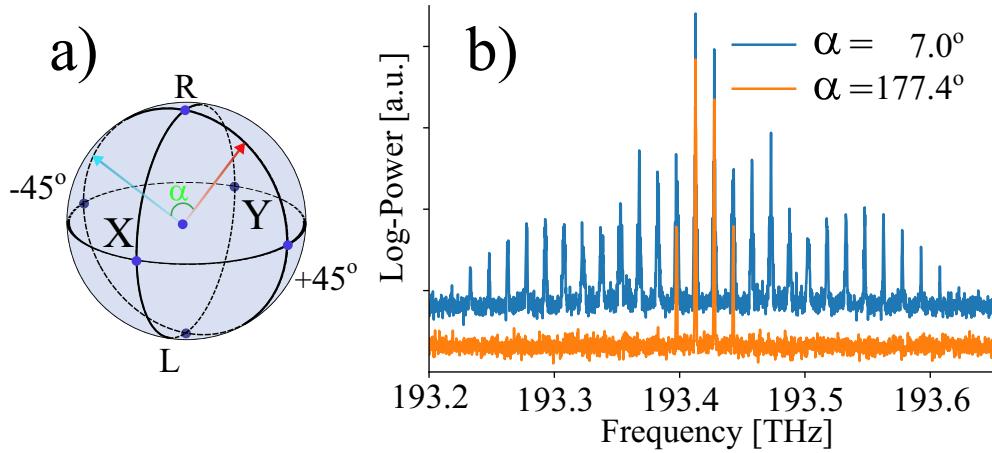 a)
R
-45°
α
X
Y
+45°
L
b)
α = 7.0°
α = 177.4°
Log-Power [a.u.]
193.2 193.3 193.4 193.5 193.6
Frequency [THz]